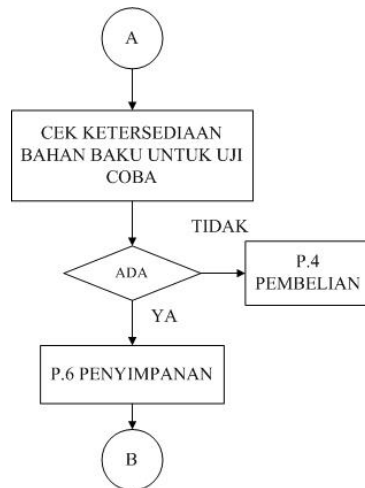 A
CEK KETERSEDIAAN
BAHAN BAKU UNTUK UJI
COBA
TIDAK
ADA
P.4
PEMBELIAN
YA
P.6 PENYIMPANAN
B